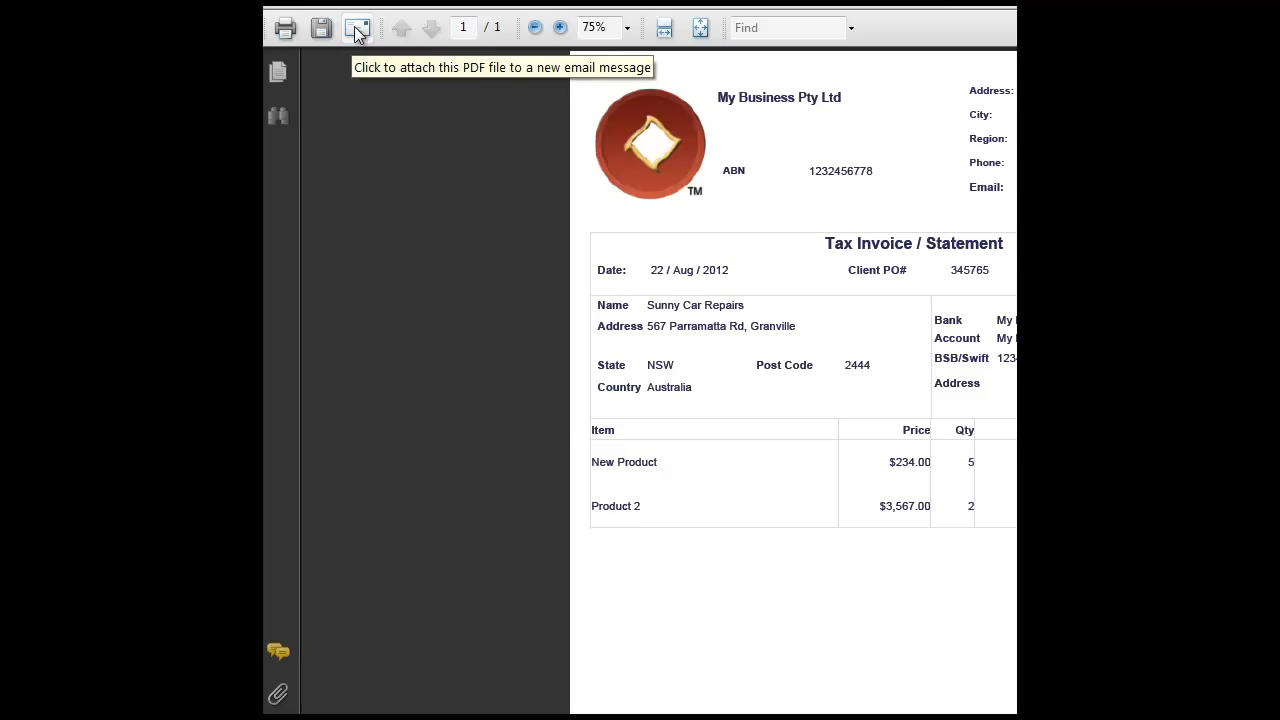 1 / 1 75% Find
Click to attach this PDF file to a new email message
My Business Pty Ltd
Address:
City:
Region:
Phone:
ABN 1232456778
Email:
TM
Tax Invoice / Statement
Date: 22 / Aug / 2012 Client PO# 345765
Name Sunny Car Repairs
Address 567 Parramatta Rd, Granville
State NSW Post Code 2444
Country Australia
Bank My
Account My
BSB/Swift 123
Address
Item Price Qty
New Product $234.00 5
Product 2 $3,567.00 2